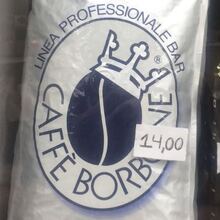 LINEA PROFESSIONALE BAR
CAFFÈ BORBONE
14,00